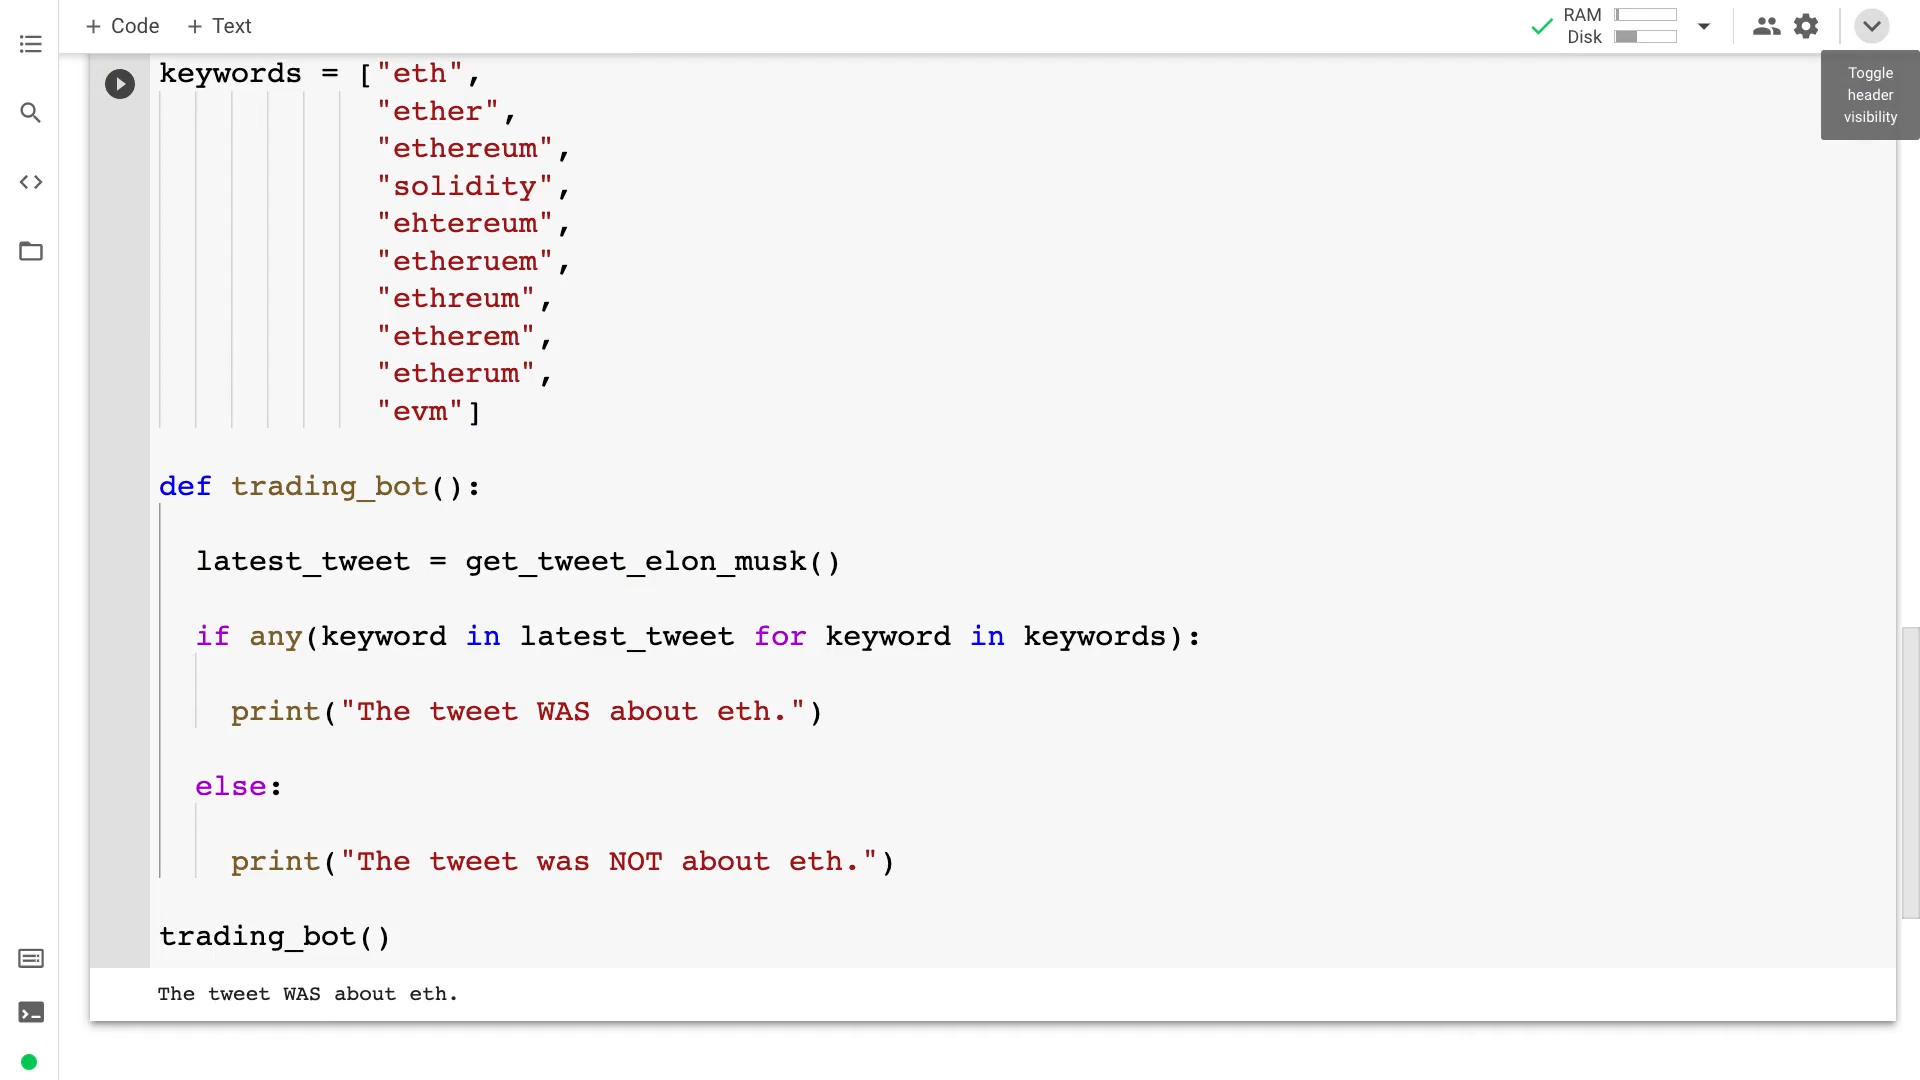 + Code + Text
RAM
Disk
Toggle
header
visibility
keywords = ["eth",
"ether",
"ethereum",
"solidity",
"ehtereum",
"etheruem",
"ethreum",
"etherem",
"etherum",
"evm"]
def trading_bot():
latest_tweet = get_tweet_elon_musk()
if any(keyword in latest_tweet for keyword in keywords):
print("The tweet WAS about eth.")
else:
print("The tweet was NOT about eth.")
trading_bot()
The tweet WAS about eth.